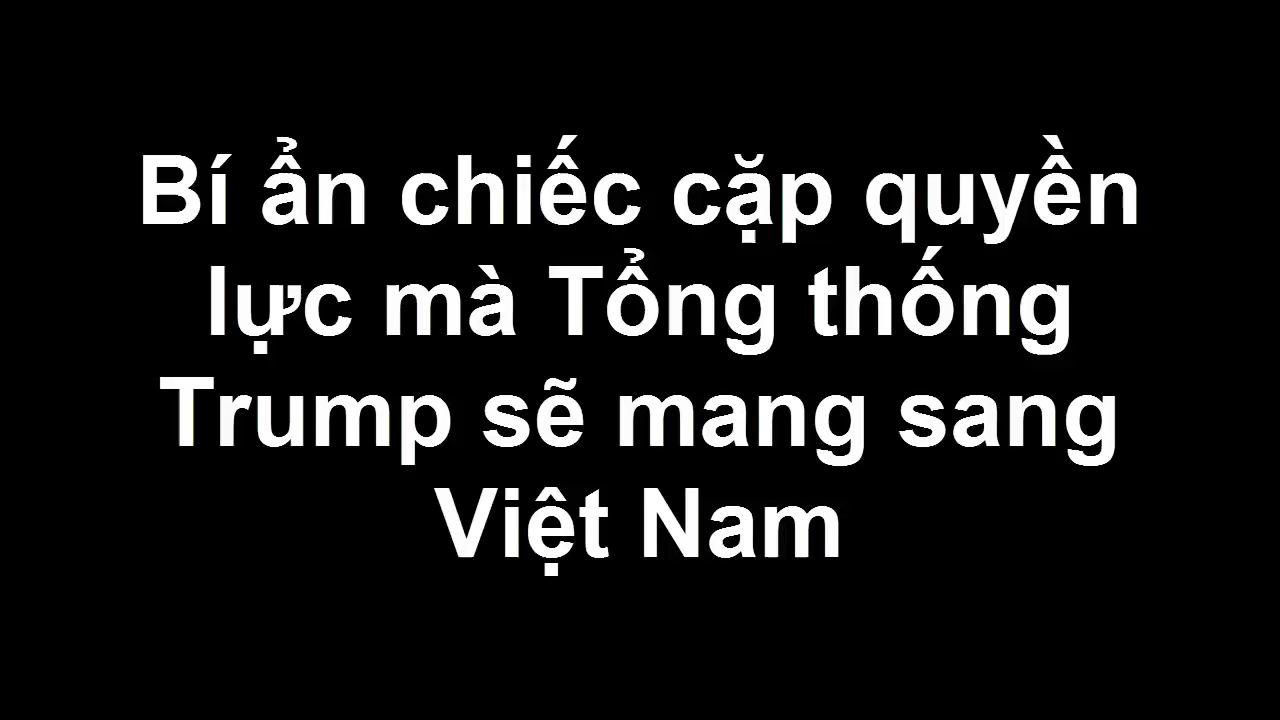 Bí ẩn chiếc cặp quyền
lực mà Tổng thống
Trump sẽ mang sang
Việt Nam